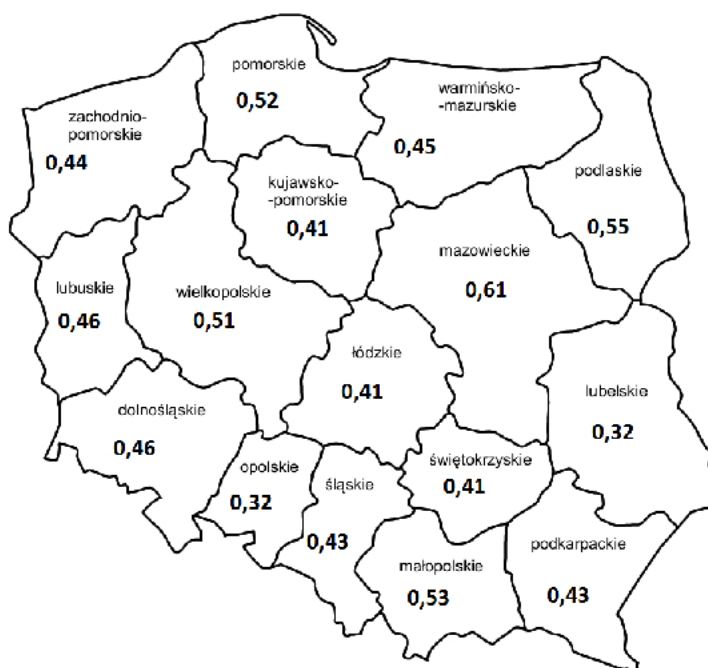 pomorskie
0,52
warmińsko-
-mazurskie
0,45
zachodnio-
pomorskie
0,44
podlaskie
0,55
kujawsko-
-pomorskie
0,41
mazowieckie
0,61
lubuskie
0,46
wielkopolskie
0,51
łódzkie
0,41
lubelskie
0,32
dolnośląskie
0,46
opolskie
0,32
śląskie
0,43
świętokrzyskie
0,41
małopolskie
0,53
podkarpackie
0,43